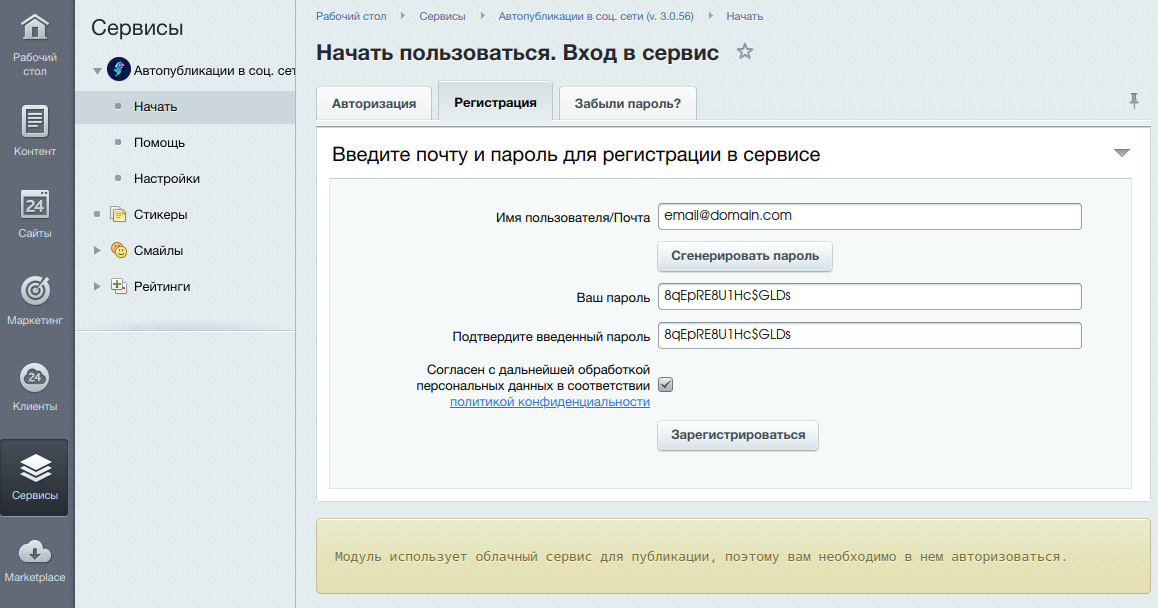 Рабочий стол
Контент
24
Сайты
Маркетинг
24
Клиенты
Сервисы
Marketplace
Сервисы
Автопубликации в соц. сет
Начать
Помощь
Настройки
Стикеры
Смайлы
Рейтинги
Рабочий стол Сервисы Автопубликации в соц. сети (v. 3.0.56) Начать
Начать пользоваться. Вход в сервис
Авторизация Регистрация Забыли пароль?
Введите почту и пароль для регистрации в сервисе
Имя пользователя/Почта email@domain.com
Сгенерировать пароль
Ваш пароль 8qEpRE8U1Hc$GLDs
Подтвердите введенный пароль 8qEpRE8U1Hc$GLDs
Согласен с дальнейшей обработкой
персональных данных в соответствии
политикой конфиденциальности
Зарегистрироваться
Модуль использует облачный сервис для публикации, поэтому вам необходимо в нем авторизоваться.